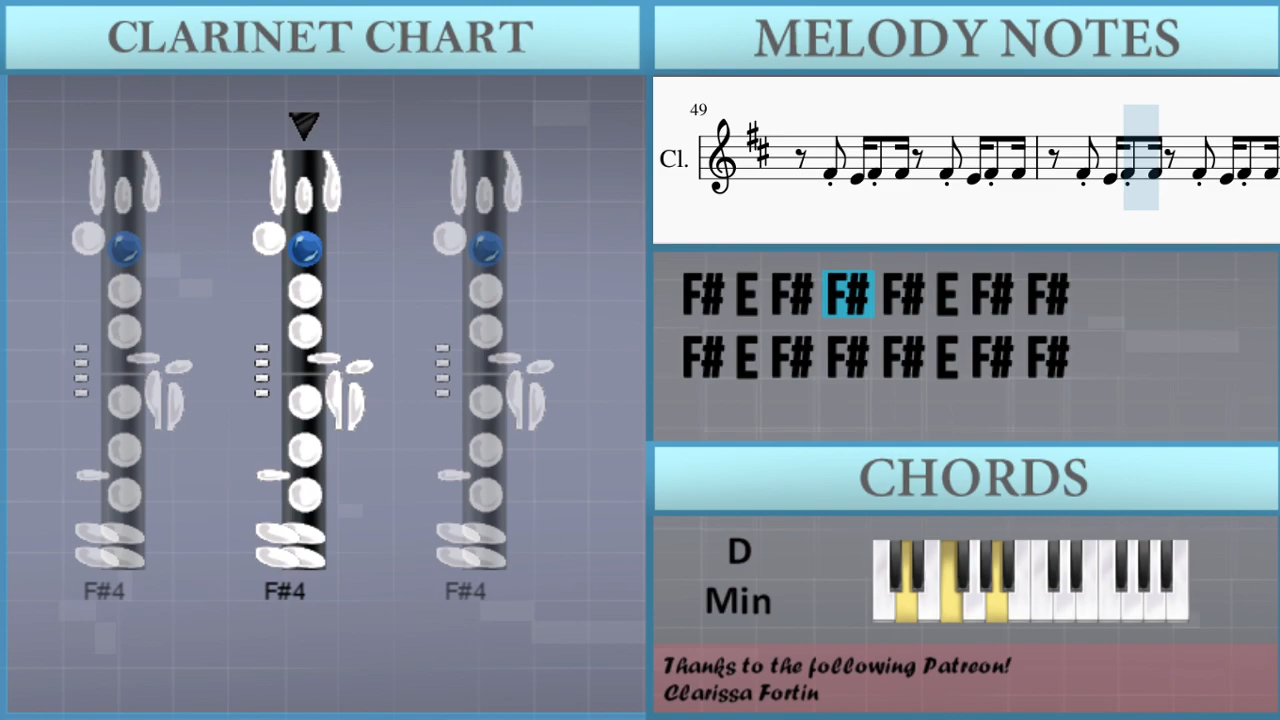 CLARINET CHART
F#4 F#4 F#4
MELODY NOTES
49
Cl.
F# E F# F# F# E F# F#
F# E F# F# F# E F# F#
CHORDS
D
Min
Thanks to the following Patreon!
Clarissa Fortin